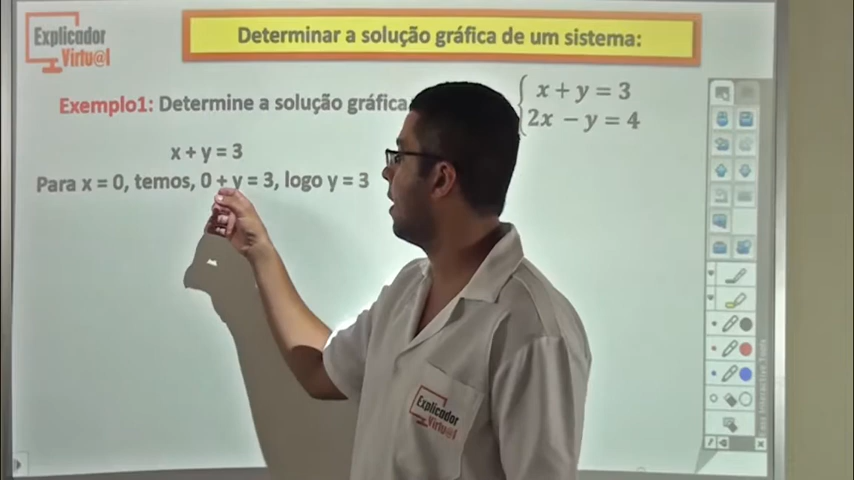 Explicador
Virtu@l
Determinar a solução gráfica de um sistema:
Exemplo1: Determine a solução gráfica
x + y = 3
2x − y = 4
x + y = 3
Para x = 0, temos, 0 + y = 3, logo y = 3
Explicador
Virtu@l